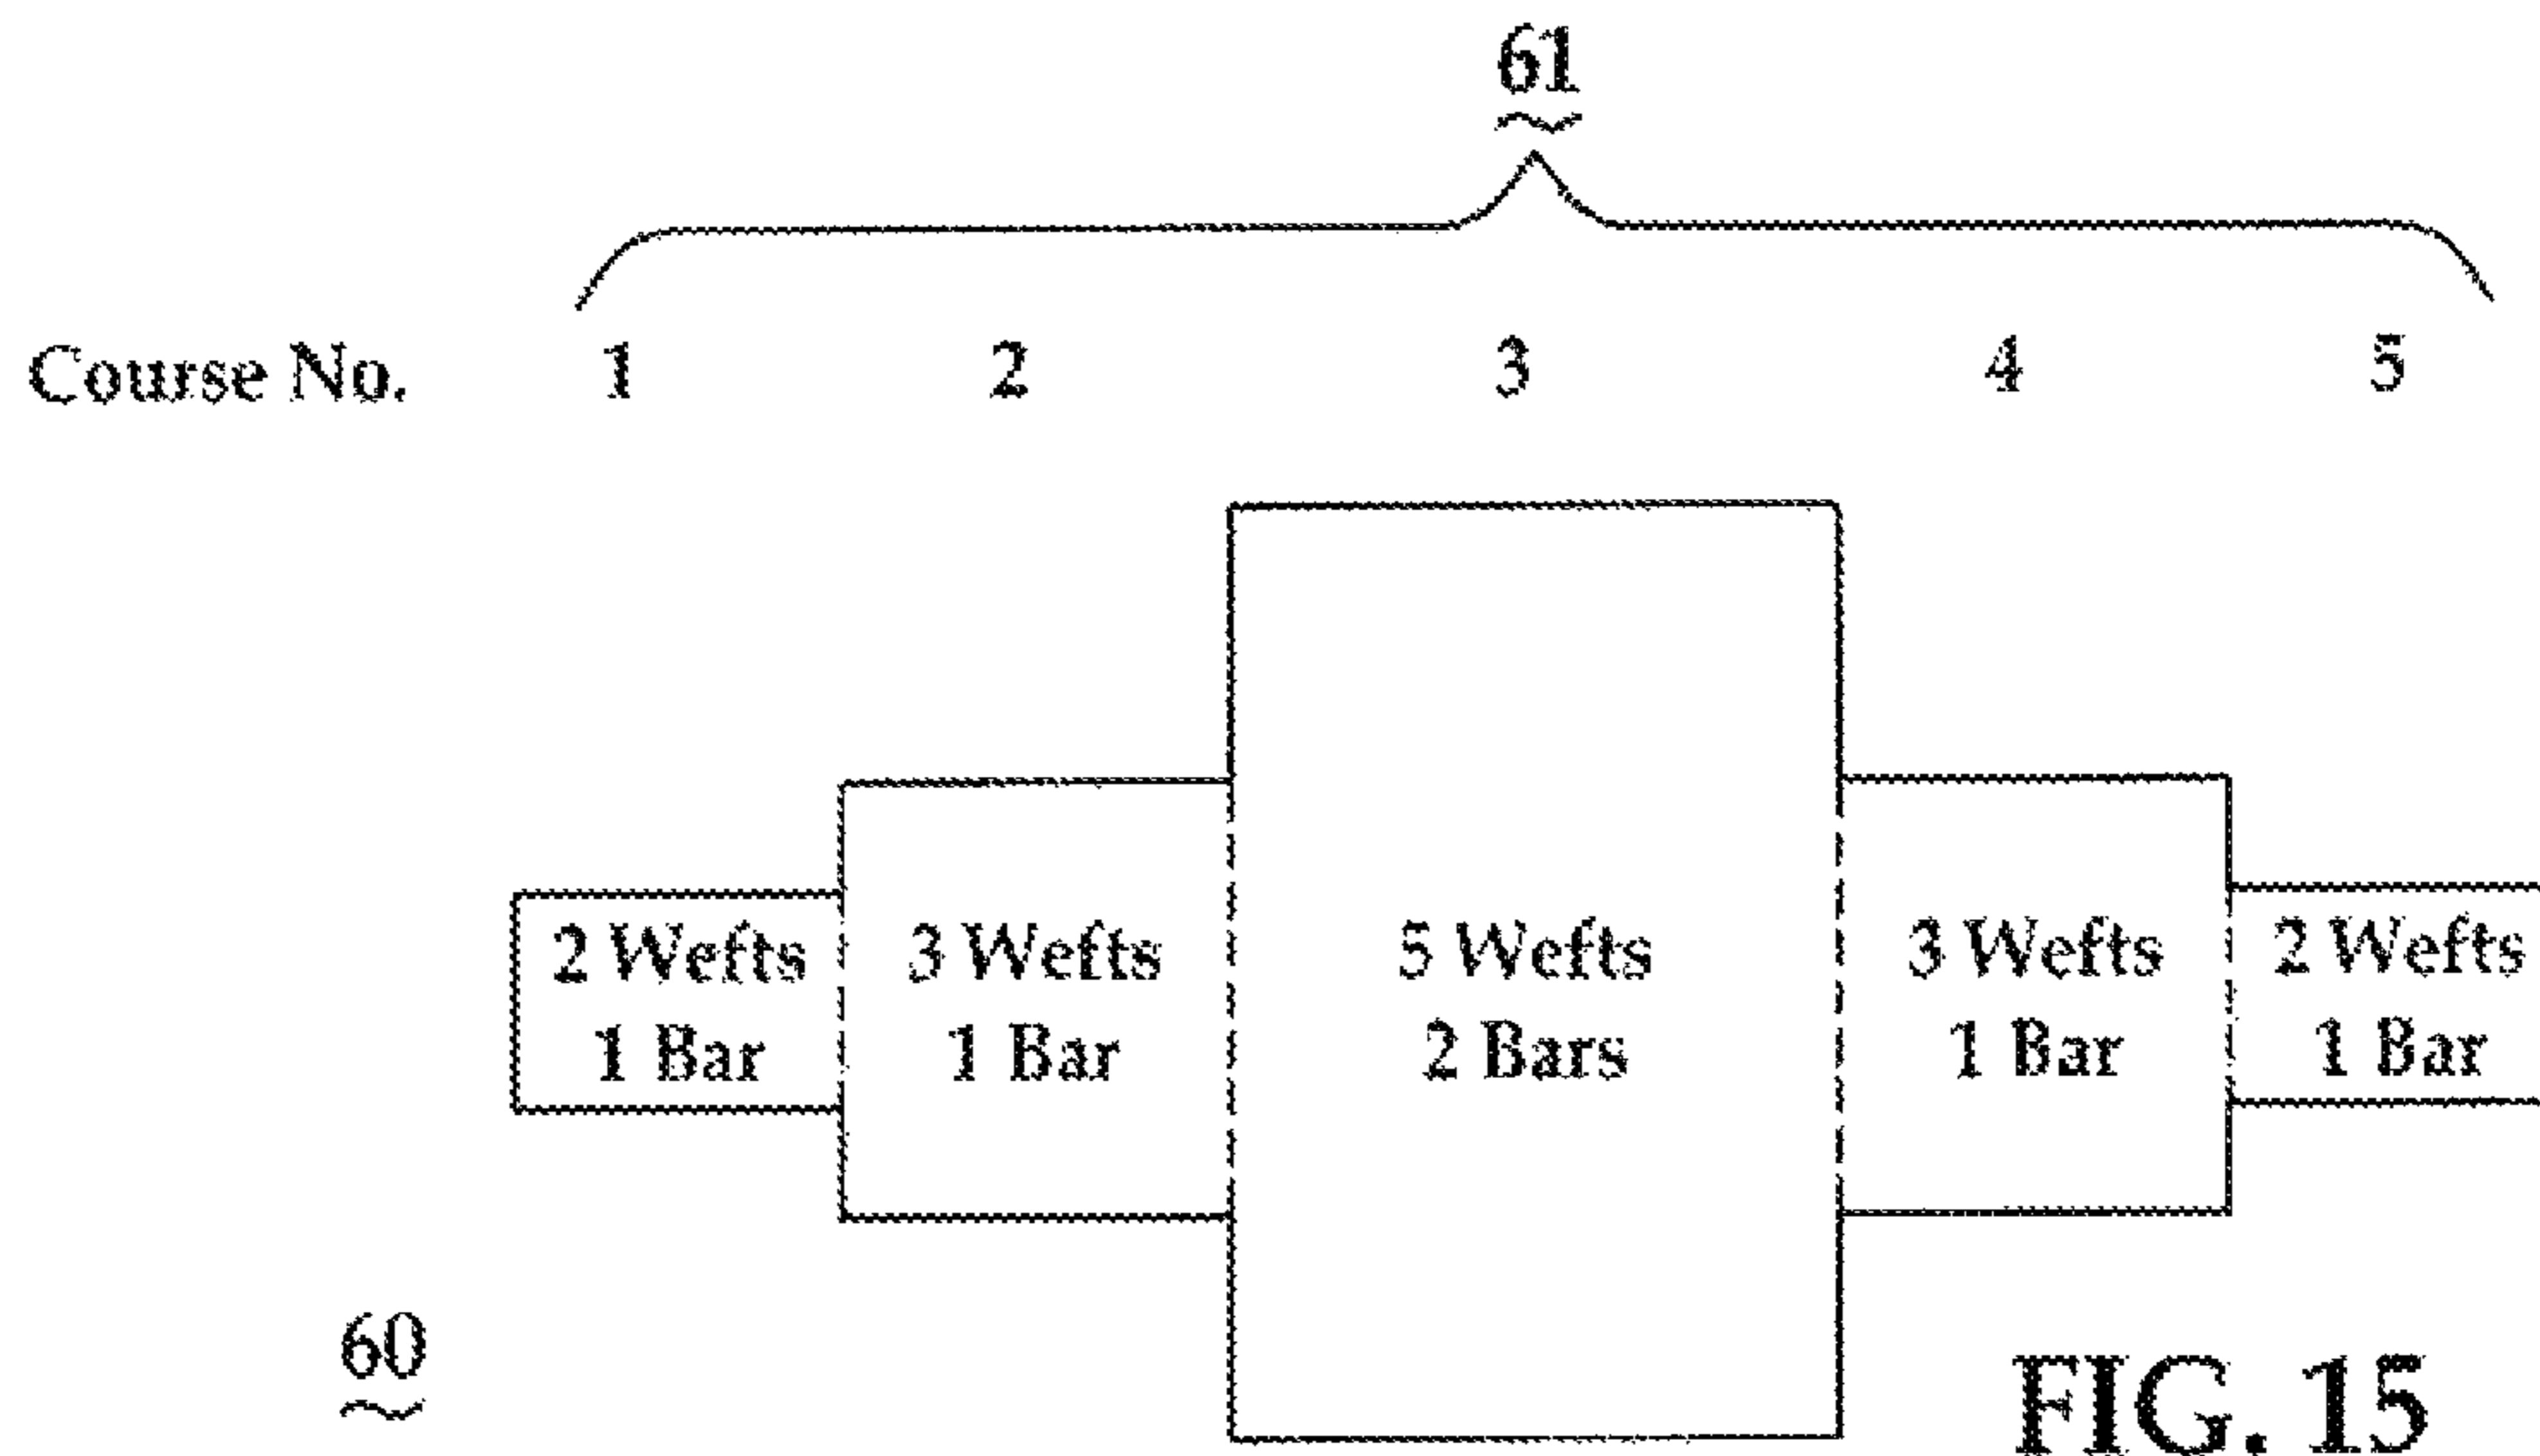 61
Course No. 1 2 3 4 5
2 Wefts 3 Wefts 5 Wefts 3 Wefts 2 Wefts
1 Bar 1 Bar 2 Bars 1 Bar 1 Bar
60
FIG. 15